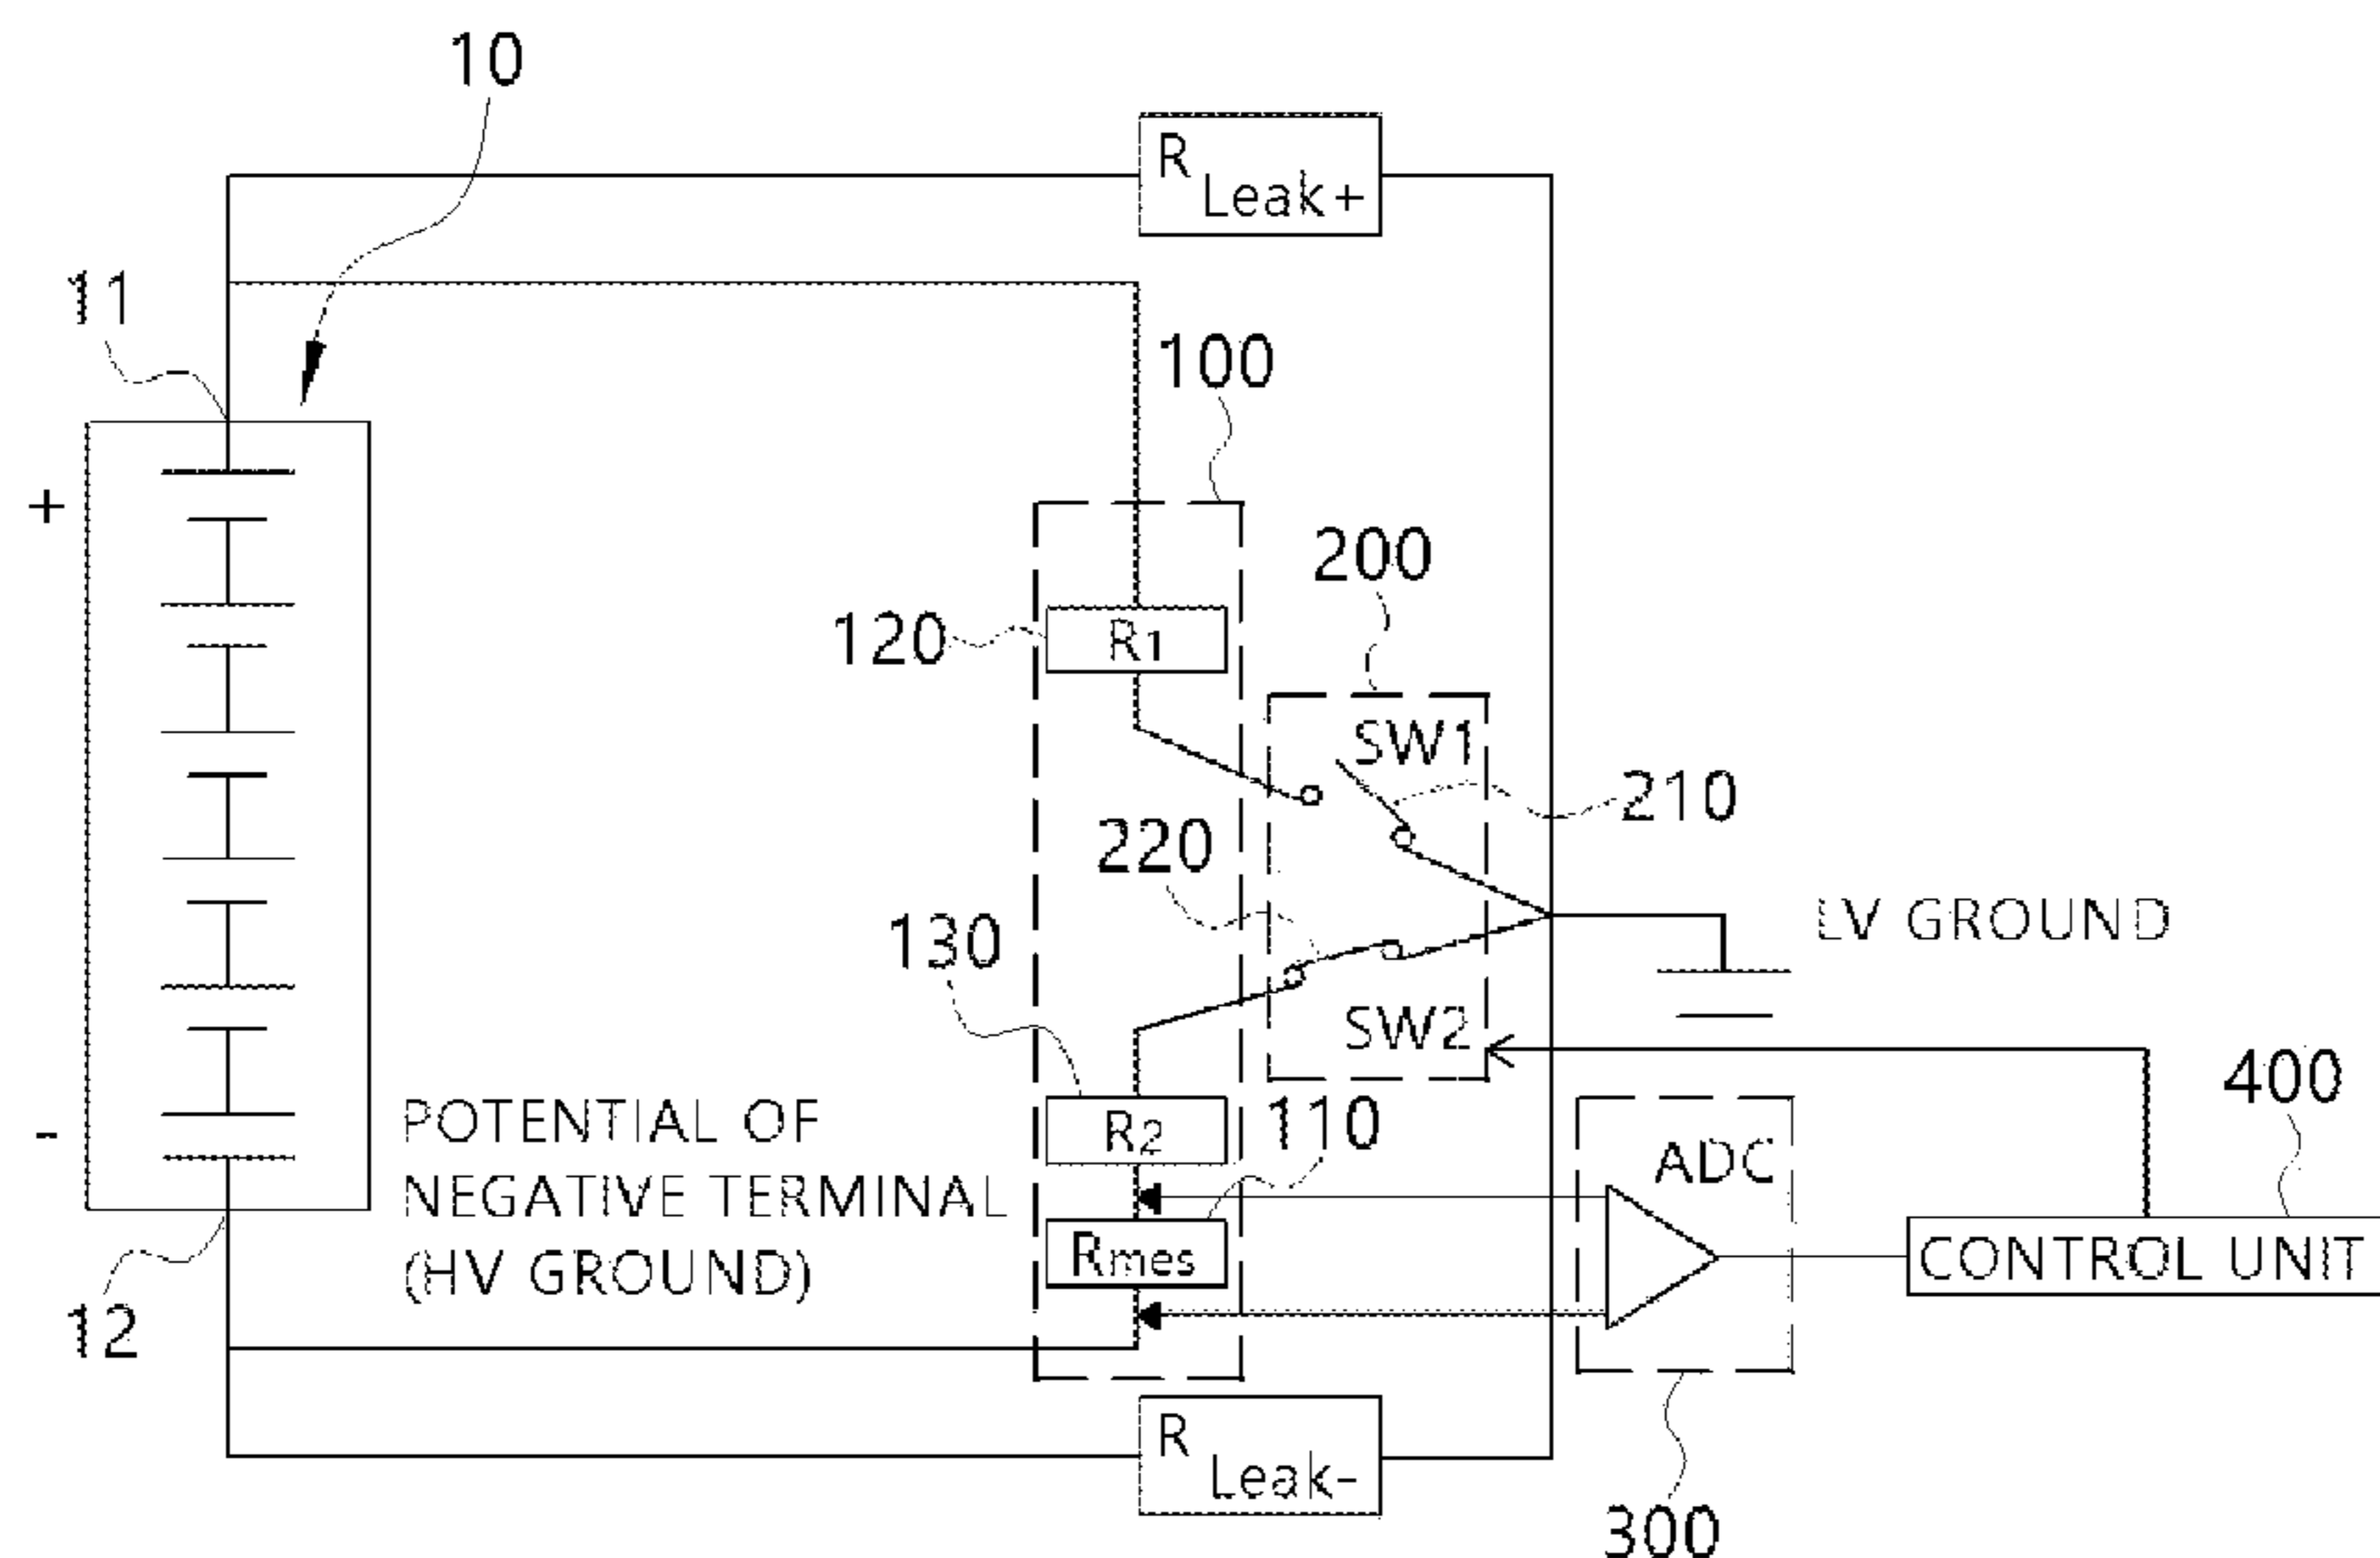 10
R Leak+
11
100
+
200
120
R1
SW1
210
220
130
LV GROUND
SW2
400
-
POTENTIAL OF
NEGATIVE TERMINAL
(HV GROUND)
R2
110
ADC
Rmes
CONTROL UNIT
12
R Leak-
300